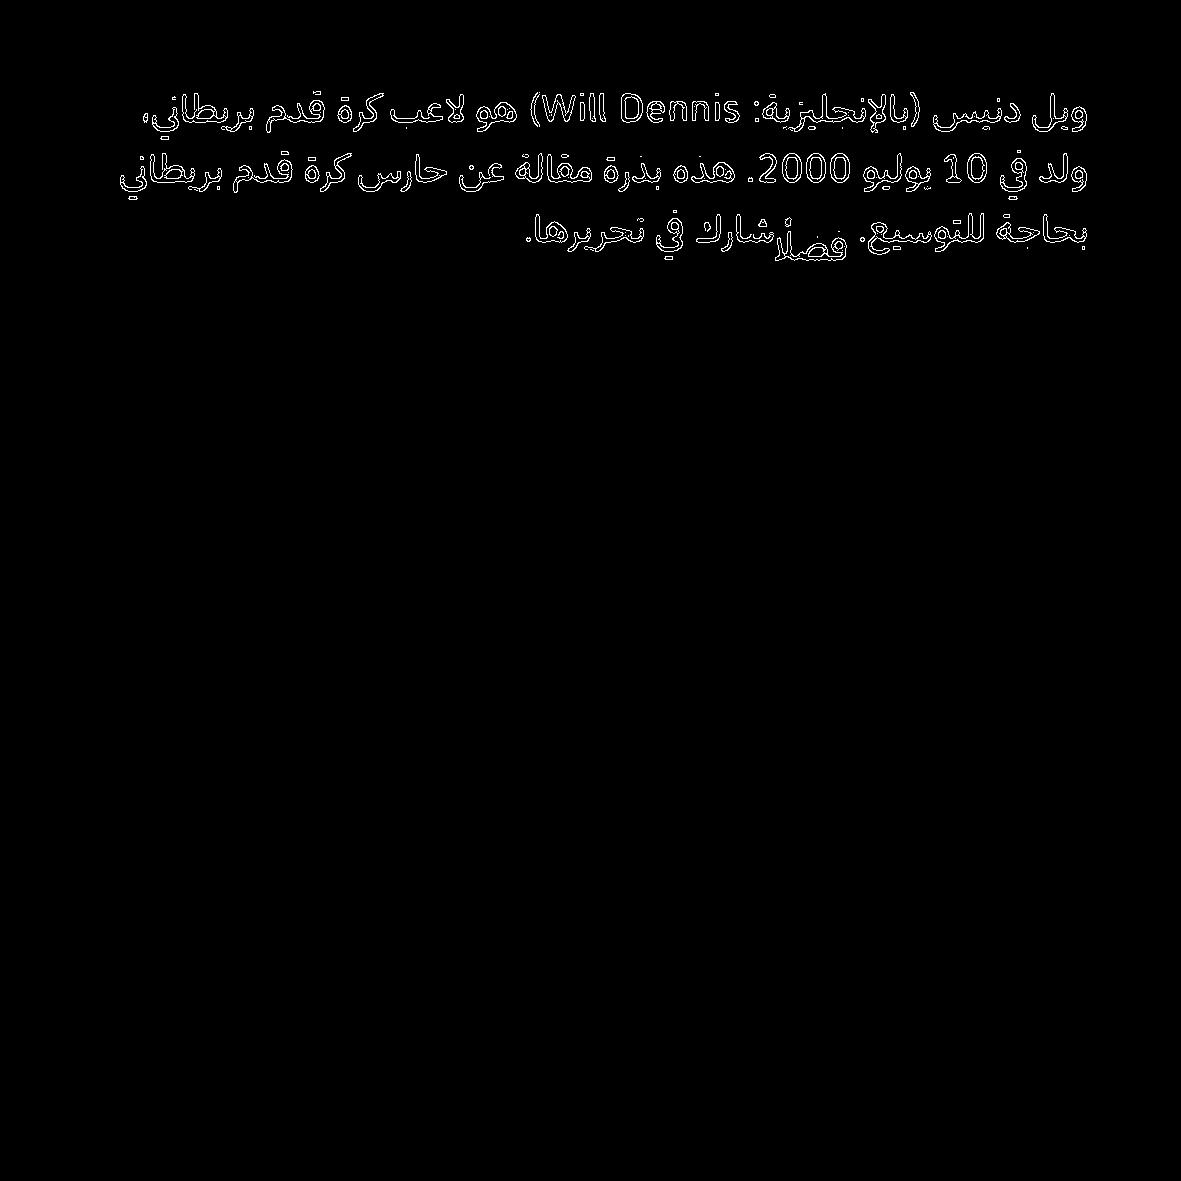 ويل دنيس (بالإنجليزية: Will Dennis) هو لاعب كرة قدم بريطاني،
ولد في 10 يوليو 2000. هذه بذرة مقالة عن حارس كرة قدم بريطاني
بحاجة للتوسيع. فضلاً شارك في تحريرها.